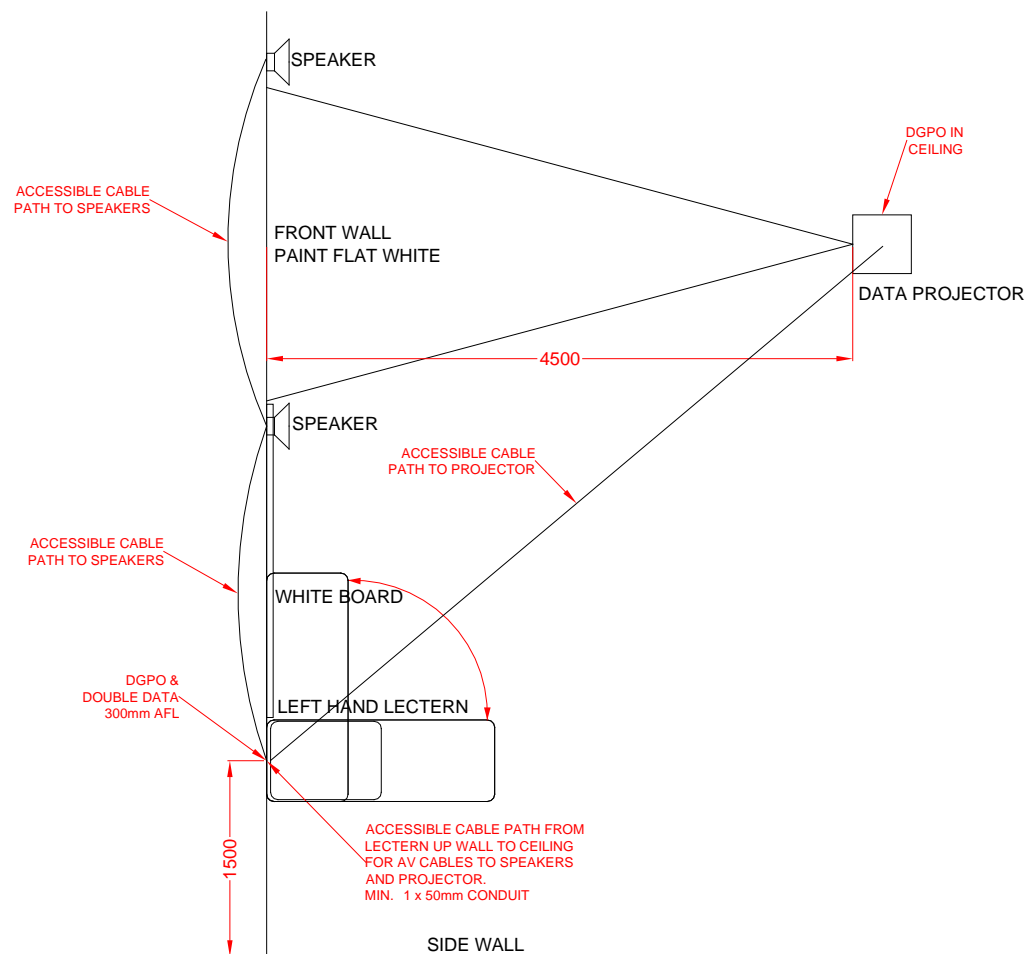 SPEAKER
DGPO IN
CEILING
ACCESSIBLE CABLE
PATH TO SPEAKERS
FRONT WALL
PAINT FLAT WHITE
DATA PROJECTOR
4500
SPEAKER
ACCESSIBLE CABLE
PATH TO PROJECTOR
ACCESSIBLE CABLE
PATH TO SPEAKERS
WHITE BOARD
DGPO &
DOUBLE DATA
300mm AFL
LEFT HAND LECTERN
1500
ACCESSIBLE CABLE PATH FROM
LECTERN UP WALL TO CEILING
FOR AV CABLES TO SPEAKERS
AND PROJECTOR.
MIN. 1 x 50mm CONDUIT
SIDE WALL